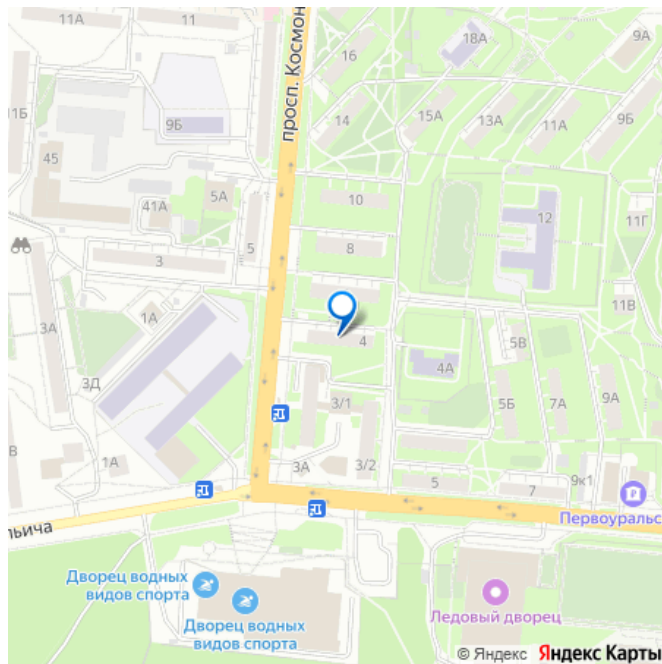 11А
11
16
18А
9А
просп. Космон
14
15А
13А
11А
9Б
11Б
9Б
45
5А
41А
10
12
11Г
5
8
3
3А
1А
11В
4
5В
4А
3Д
3/1
5Б
7А
9А
В
1А
3А
3/2
5
7
9к1
ьича
Первоуральс
Дворец водных
видов спорта
Дворец водных
видов спорта
Ледовый дворец
© Яндекс Яндекс Карты